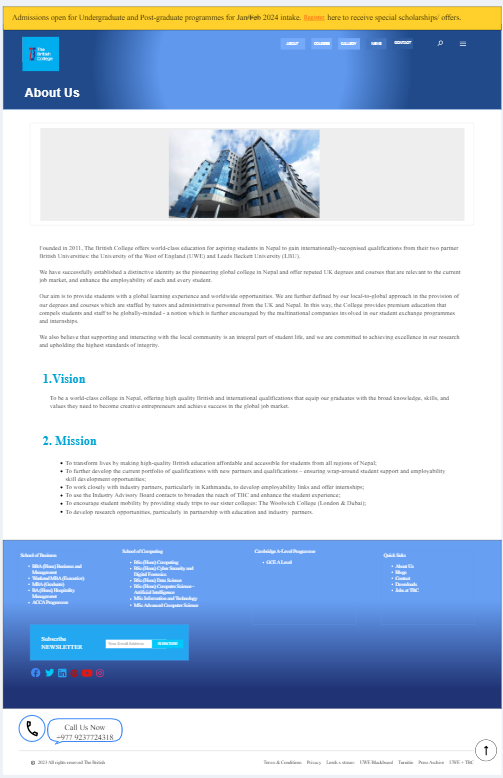 Admissions open for Undergraduate and Post-graduate programmes for Jan/Feb 2024 intake. Register here to receive special scholarships/ offers.
The
British
College
ABOUT COURSES GALLERY NEWS CONTACT
About Us
Founded in 2011, The British College offers world-class education for aspiring students in Nepal to gain internationally-recognised qualifications from their two partner
British Universities: the University of the West of England (UWE) and Leeds Beckett University (LBU).
We have successfully established a distinctive identity as the pioneering global college in Nepal and offer reputed UK degrees and courses that are relevant to the current
job market, and enhance the employability of each and every student.
Our aim is to provide students with a global learning experience and worldwide opportunities. We are further defined by our local-to-global approach in the provision of
our degrees and courses which are staffed by tutors and administrative personnel from the UK and Nepal. In this way, the College provides premium education that
compels students and staff to be globally-minded - a notion which is further encouraged by the multinational companies involved in our student exchange programmes
and internships.
We also believe that supporting and interacting with the local community is an integral part of student life, and we are committed to achieving excellence in our research
and upholding the highest standards of integrity.
1.Vision
To be a world-class college in Nepal, offering high quality British and international qualifications that equip our graduates with the broad knowledge, skills, and
values they need to become creative entrepreneurs and achieve success in the global job market.
2. Mission
• To transform lives by making high-quality British education affordable and accessible for students from all regions of Nepal;
• To further develop the current portfolio of qualifications with new partners and qualifications – ensuring wrap-around student support and employability
skill development opportunities;
• To work closely with industry partners, particularly in Kathmandu, to develop employability links and offer internships;
• To use the Industry Advisory Board contacts to broaden the reach of TBC and enhance the student experience;
• To encourage student mobility by providing study trips to our sister colleges: The Woolwich College (London & Dubai);
• To develop research opportunities, particularly in partnership with education and industry partners.
School of Business
• BBA (Hons) Business and
Management
• Weekend MBA (Executive)
• MBA (Graduate)
• BA (Hons) Hospitality
Management
• ACCA Programme
School of Computing
• BSc (Hons) Computing
• BSc (Hons) Cyber Security and
Digital Forensics
• BSc (Hons) Data Science
• BSc (Hons) Computer Science –
Artificial Intelligence
• MSc Information and Technology
• MSc Advanced Computer Science
Cambridge A-Level Programme
• GCE A Level
Quick links
• About Us
• Blogs
• Contact
• Downloads
• Jobs at TBC
Subscribe
NEWSLETTER
Your Email Address
SUBSCRIBE
Call Us Now
+977 9237724318
© 2023 All rights reserved The British
Terms & Conditions Privacy Leeds x stream UWE Blackboard Turnitin Press Archive UWE × TBC